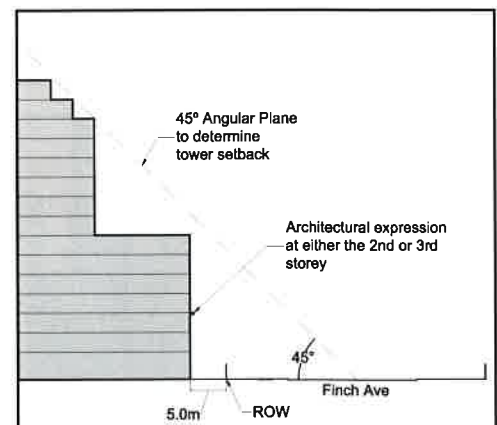 45º Angular Plane
to determine
tower setback
Architectural expression
at either the 2nd or 3rd
storey
45°
Finch Ave
5.0m
ROW